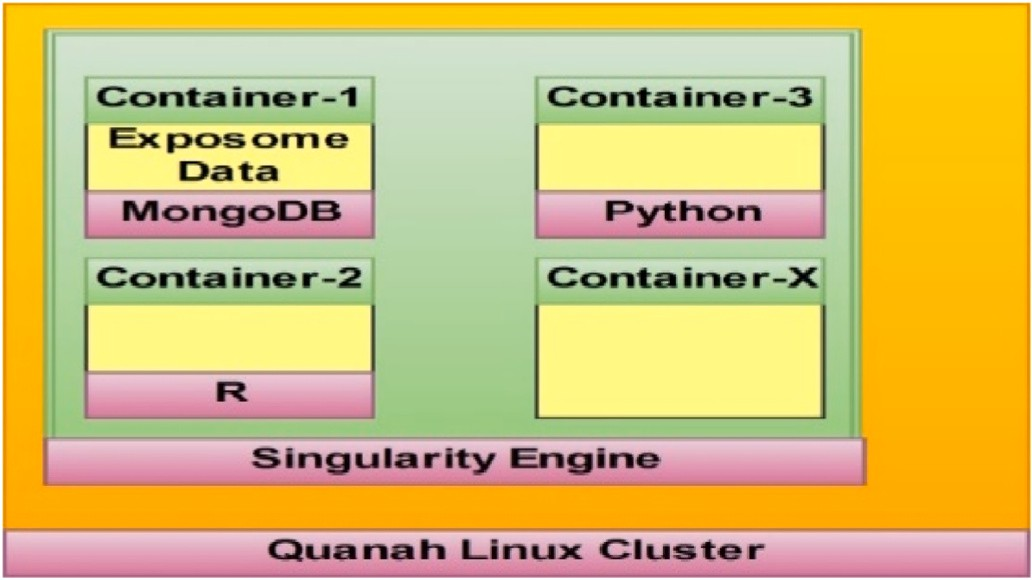 Container-1
Exposome
Data
MongoDB
Container-3
Python
Container-2
R
Container-X
Singularity Engine
Quanah Linux Cluster